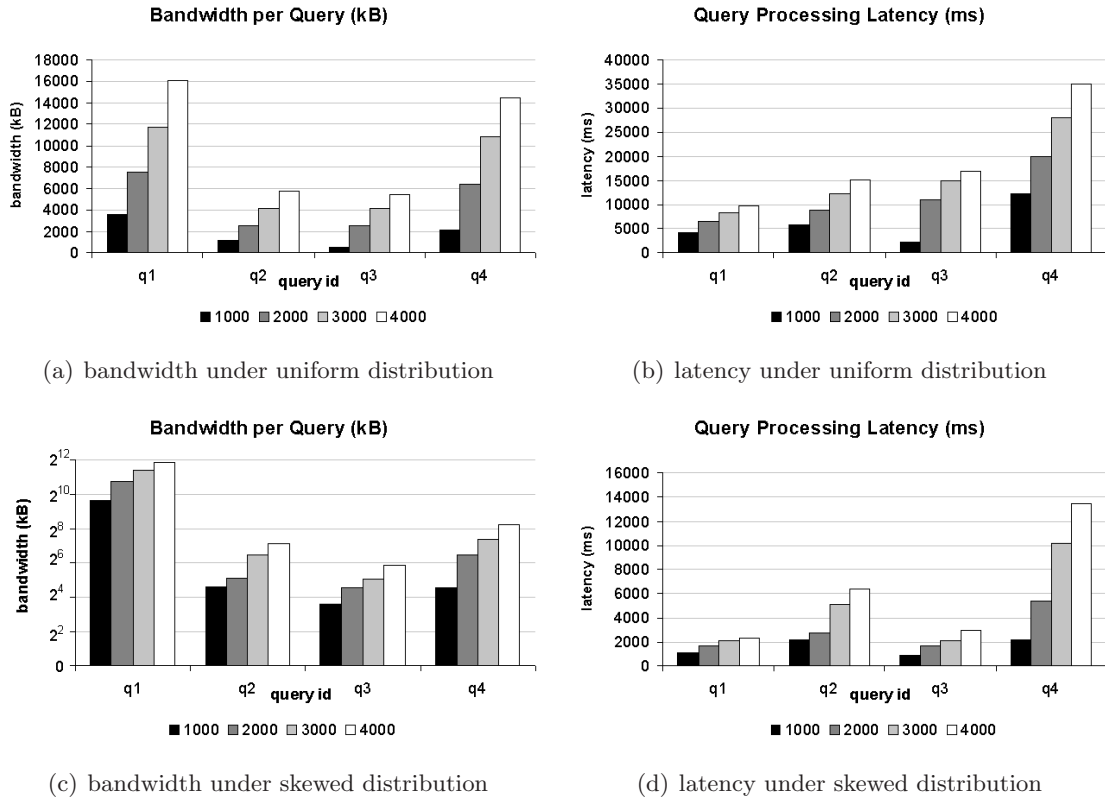 Bandwidth per Query (kB)
18000
16000
14000
12000
10000
8000
6000
4000
2000
0
bandwidth (kB)
q1
q2
q3
q4
query id
1000 2000 3000 4000
(a) bandwidth under uniform distribution
Query Processing Latency (ms)
40000
35000
30000
25000
20000
15000
10000
5000
0
latency (ms)
q1
q2
q3
q4
query id
1000 2000 3000 4000
(b) latency under uniform distribution
Bandwidth per Query (kB)
2^12
2^10
2^8
2^6
2^4
2^2
0
bandwidth (kB)
q1
q2
q3
q4
query id
1000 2000 3000 4000
(c) bandwidth under skewed distribution
Query Processing Latency (ms)
16000
14000
12000
10000
8000
6000
4000
2000
0
latency (ms)
q1
q2
q3
q4
query id
1000 2000 3000 4000
(d) latency under skewed distribution